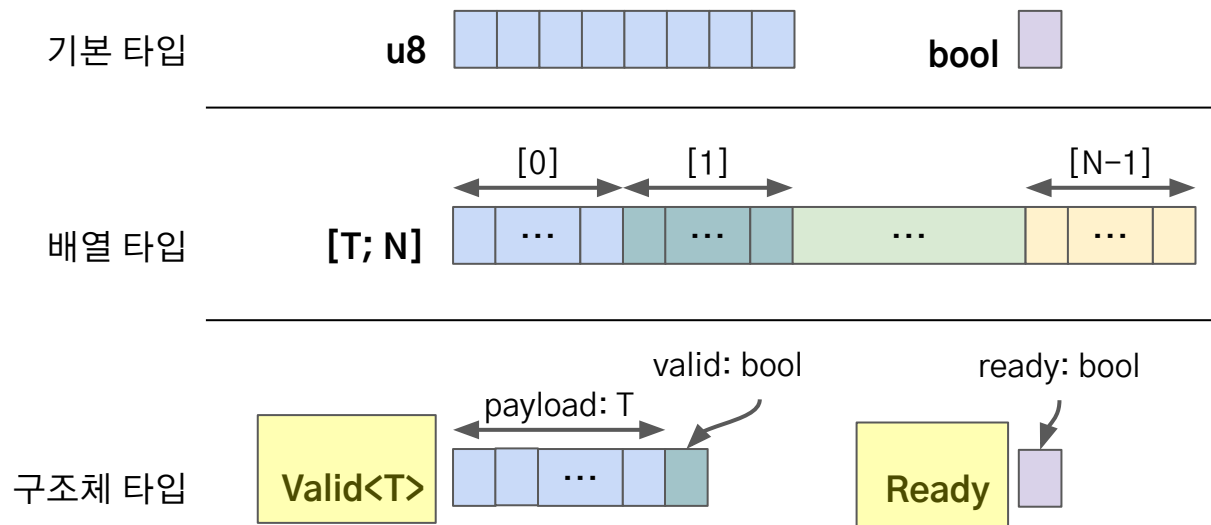 기본 타입
u8
bool
[0]
[1]
[N-1]
배열 타입
[T; N]
...
...
...
...
valid: bool
ready: bool
payload: T
구조체 타입
Valid<T>
...
Ready